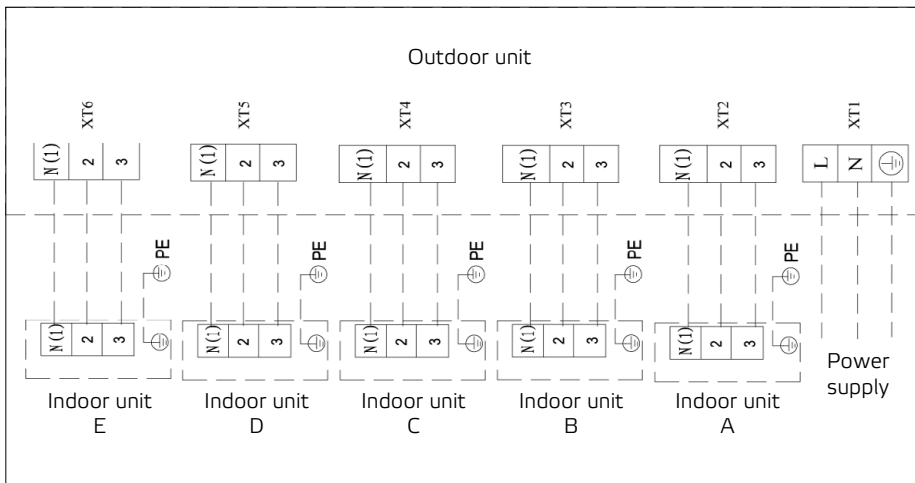 Outdoor unit
XT6 XT5 XT4 XT3 XT2 XT1
N(1) 2 3 N(1) 2 3 N(1) 2 3 N(1) 2 3 N(1) 2 3 L N
PE PE PE PE PE
N(1) 2 3 N(1) 2 3 N(1) 2 3 N(1) 2 3 N(1) 2 3
Power
supply
Indoor unit
E
Indoor unit
D
Indoor unit
C
Indoor unit
B
Indoor unit
A